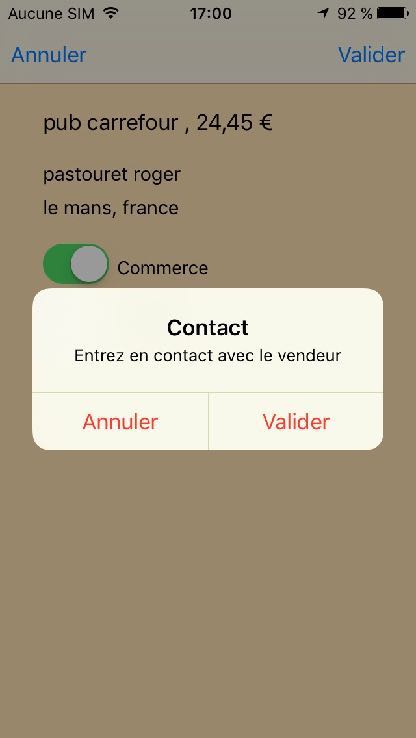 Aucune SIM 17:00 92 %
Annuler Valider
pub carrefour , 24,45 €
pastouret roger
le mans, france
Commerce
Contact
Entrez en contact avec le vendeur
Annuler Valider